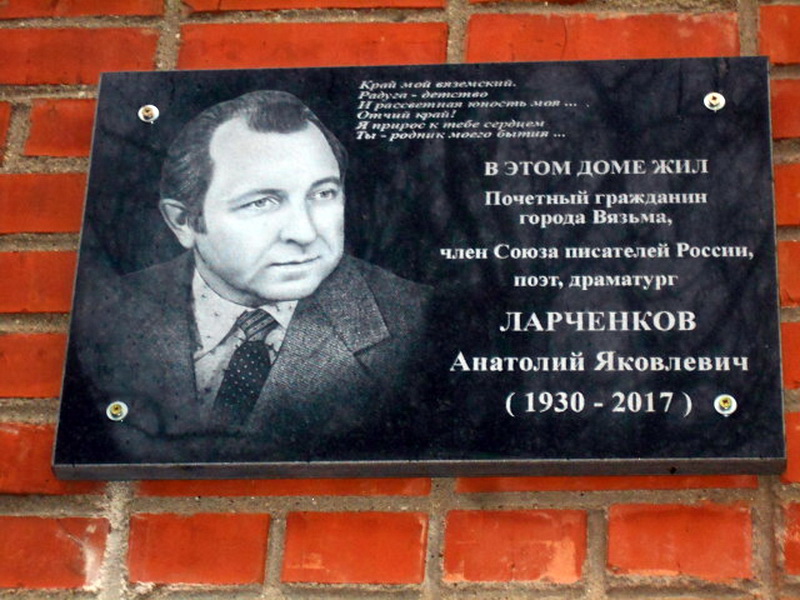 Край мой вяземский.
Радуга - детство
И рассветная юность моя ...
Отчий край!
Я прирос к тебе сердцем
Ты - родник моего бытия ...
В ЭТОМ ДОМЕ ЖИЛ
Почетный гражданин
города Вязьма,
член Союза писателей России,
поэт, драматург
ЛАРЧЕНКОВ
Анатолий Яковлевич
( 1930 - 2017 )